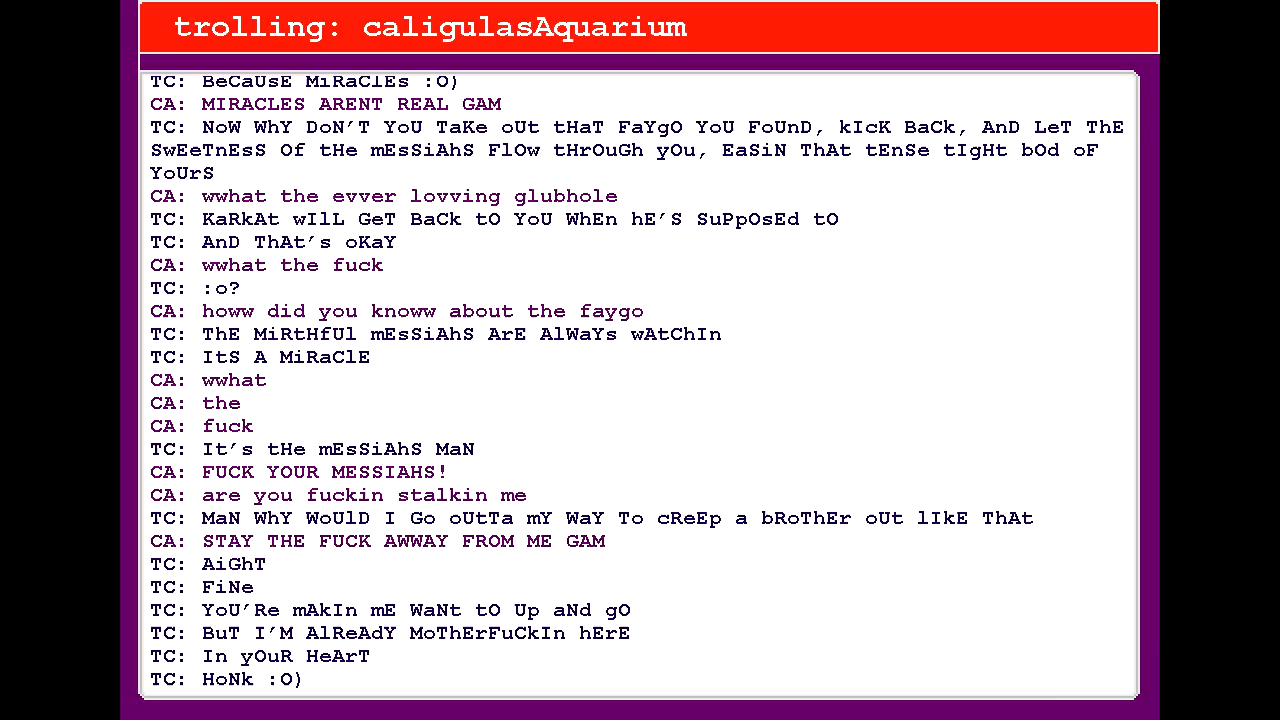 trolling: caligulasAquarium
TC: BeCaUsE MiRaClEs :O)
CA: MIRACLES ARENT REAL GAM
TC: NoW WhY DoN'T YoU TaKe oUt tHaT FaYgO YoU FoUnD, kIcK BaCk, AnD LeT ThE
SwEeTnEsS Of tHe mEsSiAhS FlOw tHrOuGh yOu, EaSiN ThAt tEnSe tIgHt bOd oF
YoUrS
CA: wwhat the evver lovving glubhole
TC: KaRkAt wIlL GeT BaCk tO YoU WhEn hE'S SuPpOsEd tO
TC: AnD ThAt's oKaY
CA: wwhat the fuck
TC: :o?
CA: howw did you knoww about the faygo
TC: ThE MiRtHfUl mEsSiAhS ArE AlWaYs wAtChIn
TC: ItS A MiRaClE
CA: wwhat
CA: the
CA: fuck
TC: It's tHe mEsSiAhS MaN
CA: FUCK YOUR MESSIAHS!
CA: are you fuckin stalkin me
TC: MaN WhY WoUlD I Go oUtTa mY WaY To cReEp a bRoThEr oUt lIkE ThAt
CA: STAY THE FUCK AWWAY FROM ME GAM
TC: AiGhT
TC: FiNe
TC: YoU'Re mAkIn mE WaNt tO Up aNd gO
TC: BuT I'M AlReAdY MoThErFuCkIn hErE
TC: In yOuR HeArT
TC: HoNk :O)